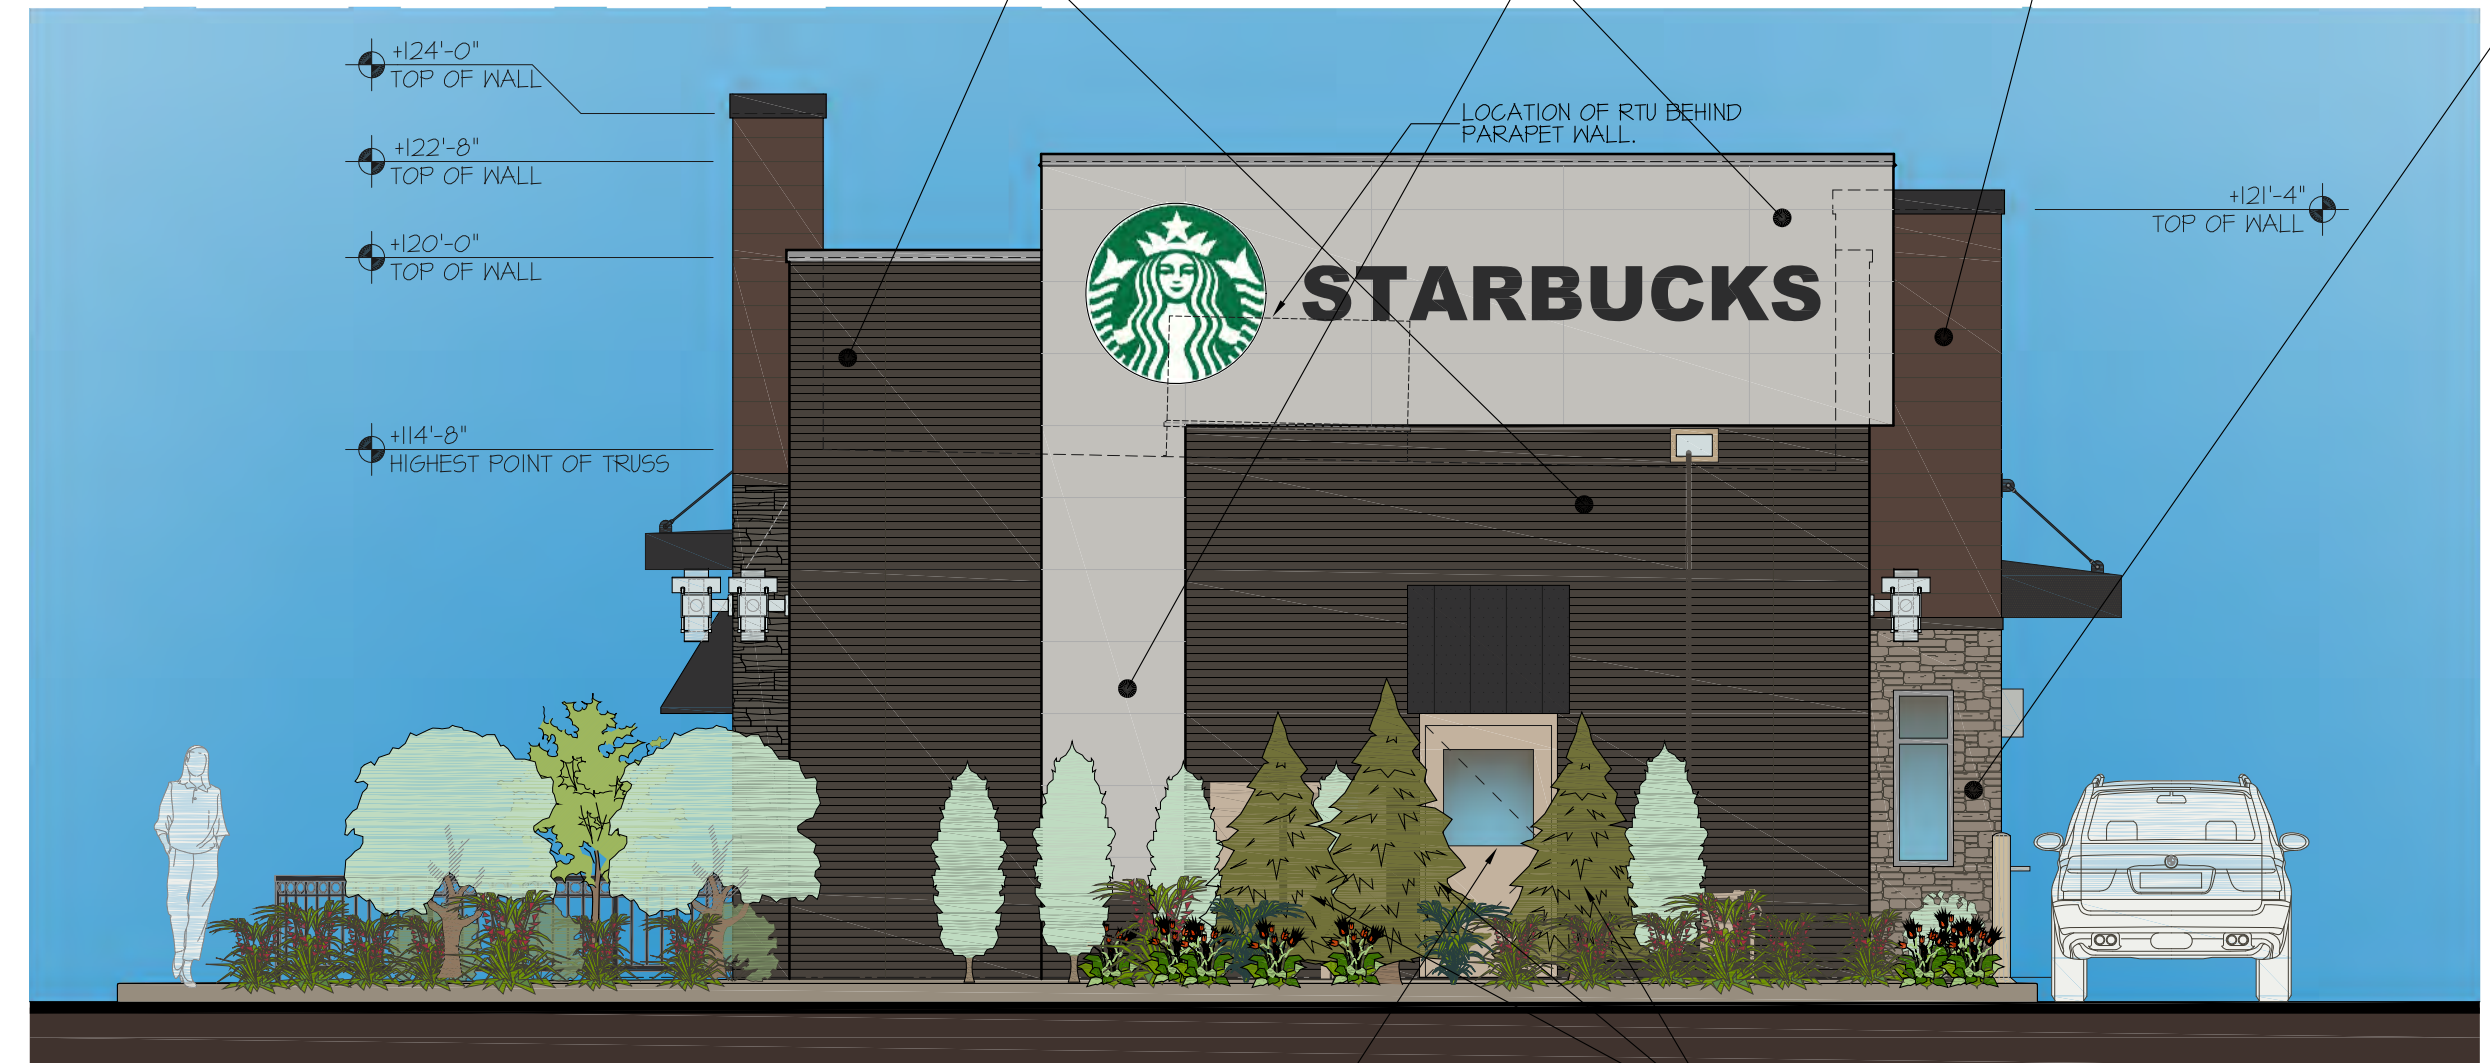 +124'-0"
TOP OF WALL
+122'-8"
TOP OF WALL
+120'-0"
TOP OF WALL
+114'-8"
HIGHEST POINT OF TRUSS
LOCATION OF RTU BEHIND
PARAPET WALL.
STARBUCKS
+121'-4"
TOP OF WALL